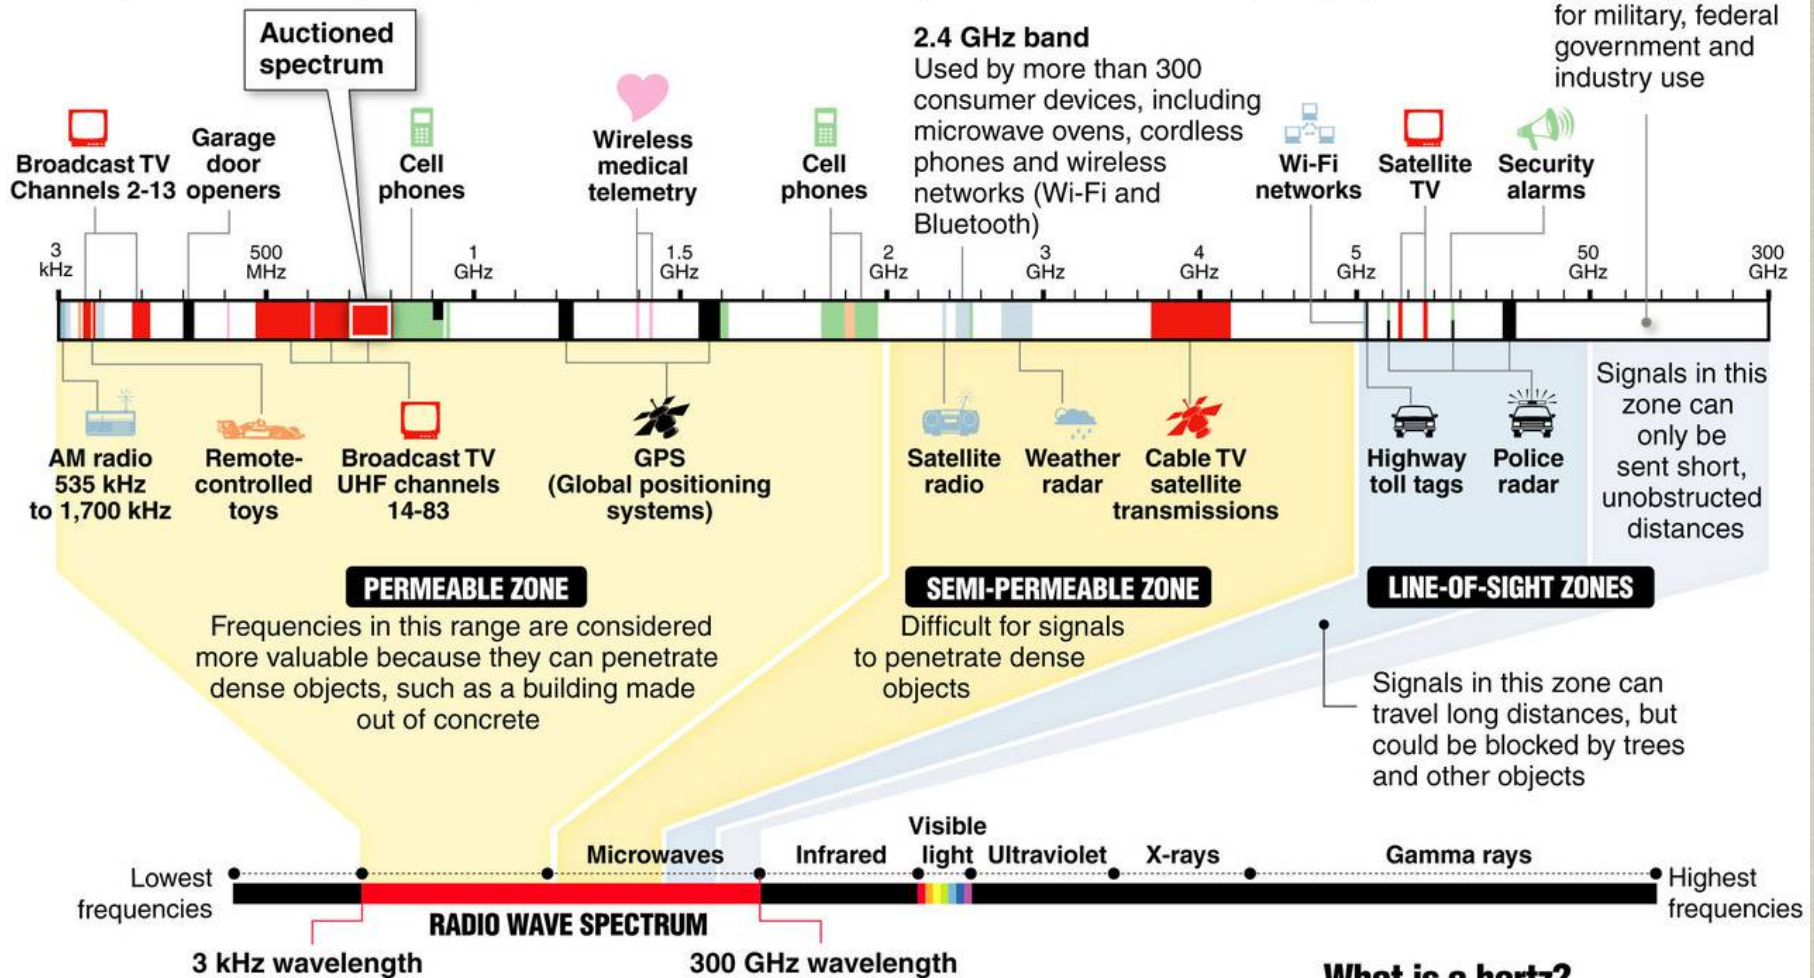 Auctioned
spectrum
for military, federal
government and
industry use
2.4 GHz band
Used by more than 300
consumer devices, including
microwave ovens, cordless
phones and wireless
networks (Wi-Fi and
Bluetooth)
Broadcast TV
Channels 2-13
Garage
door
openers
Cell
phones
Wireless
medical
telemetry
Cell
phones
Wi-Fi
networks
Satellite
TV
Security
alarms
3
kHz
500
MHz
1
GHz
1.5
GHz
2
GHz
3
GHz
4
GHz
5
GHz
50
GHz
300
GHz
AM radio
535 kHz
to 1,700 kHz
Remote-
controlled
toys
Broadcast TV
UHF channels
14-83
GPS
(Global positioning
systems)
Satellite
radio
Weather
radar
Cable TV
satellite
transmissions
Highway
toll tags
Police
radar
Signals in this
zone can
only be
sent short,
unobstructed
distances
PERMEABLE ZONE
Frequencies in this range are considered
more valuable because they can penetrate
dense objects, such as a building made
out of concrete
SEMI-PERMEABLE ZONE
Difficult for signals
to penetrate dense
objects
LINE-OF-SIGHT ZONES
Signals in this zone can
travel long distances, but
could be blocked by trees
and other objects
Lowest
frequencies
Microwaves
Infrared
Visible
light
Ultraviolet
X-rays
Gamma rays
Highest
frequencies
RADIO WAVE SPECTRUM
3 kHz wavelength
300 GHz wavelength
What is a hertz?